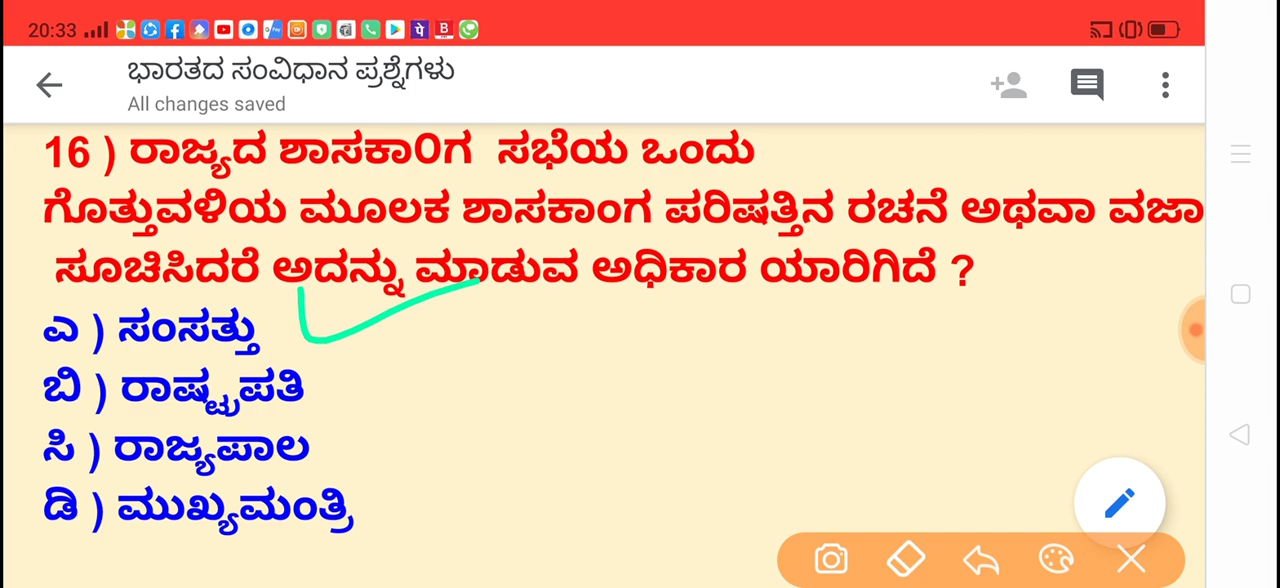 20:33
ಭಾರತದ ಸಂವಿಧಾನ ಪ್ರಶ್ನೆಗಳು
All changes saved
16 ) ರಾಜ್ಯದ ಶಾಸಕಾ0ಗ ಸಭೆಯ ಒಂದು
ಗೊತ್ತುವಳಿಯ ಮೂಲಕ ಶಾಸಕಾಂಗ ಪರಿಷತ್ತಿನ ರಚನೆ ಅಥವಾ ವಜಾ
ಸೂಚಿಸಿದರೆ ಅದನ್ನು ಮಾಡುವ ಅಧಿಕಾರ ಯಾರಿಗಿದೆ ?
ಎ ) ಸಂಸತ್ತು
ಬಿ ) ರಾಷ್ಟ್ರಪತಿ
ಸಿ ) ರಾಜ್ಯಪಾಲ
ಡಿ ) ಮುಖ್ಯಮಂತ್ರಿ